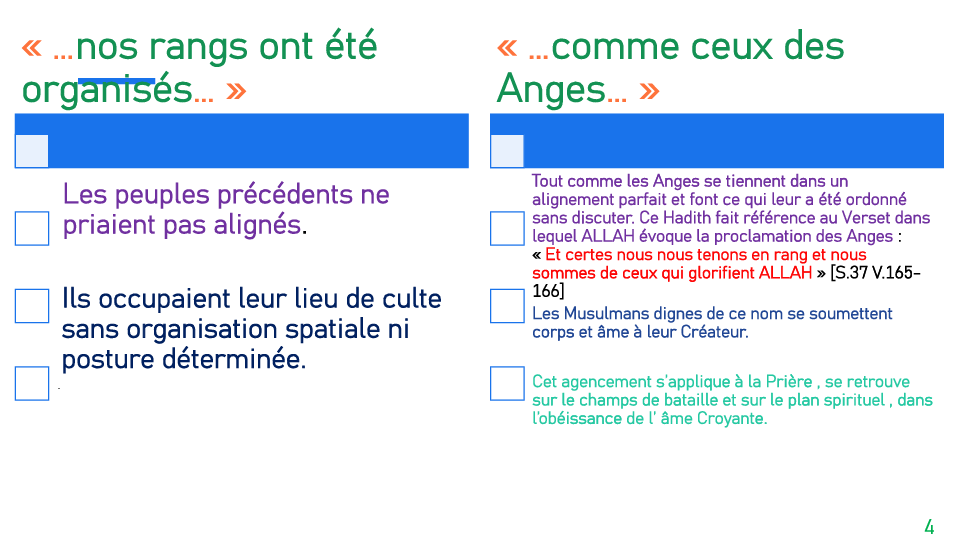 « ...nos rangs ont été
organisés... »
Les peuples précédents ne
priaient pas alignés.
Ils occupaient leur lieu de culte
sans organisation spatiale ni
posture déterminée.
.
« ...comme ceux des
Anges... »
Tout comme les Anges se tiennent dans un
alignement parfait et font ce qui leur a été ordonné
sans discuter. Ce Hadith fait référence au Verset dans
lequel ALLAH évoque la proclamation des Anges :
« Et certes nous nous tenons en rang et nous
sommes de ceux qui glorifient ALLAH » [S.37 V.165-
166]
Les Musulmans dignes de ce nom se soumettent
corps et âme à leur Créateur.
Cet agencement s'applique à la Prière , se retrouve
sur le champs de bataille et sur le plan spirituel , dans
l'obéissance de l' âme Croyante.
4